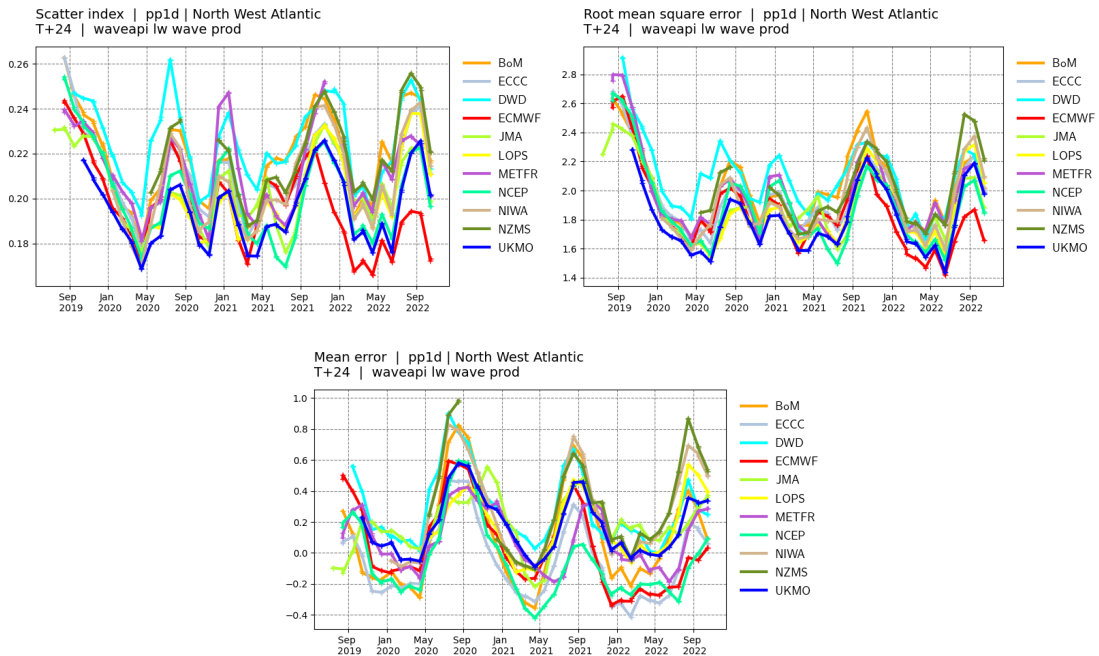 Scatter index | pp1d | North West Atlantic
T+24 | waveapi lw wave prod
0.26
0.24
0.22
0.20
0.18
Sep 2019
Jan 2020
May 2020
Sep 2020
Jan 2021
May 2021
Sep 2021
Jan 2022
May 2022
Sep 2022
BoM
ECCC
DWD
ECMWF
JMA
LOPS
METFR
NCEP
NIWA
NZMS
UKMO
Root mean square error | pp1d | North West Atlantic
T+24 | waveapi lw wave prod
2.8
2.6
2.4
2.2
2.0
1.8
1.6
1.4
Sep 2019
Jan 2020
May 2020
Sep 2020
Jan 2021
May 2021
Sep 2021
Jan 2022
May 2022
Sep 2022
BoM
ECCC
DWD
ECMWF
JMA
LOPS
METFR
NCEP
NIWA
NZMS
UKMO
Mean error | pp1d | North West Atlantic
T+24 | waveapi lw wave prod
1.0
0.8
0.6
0.4
0.2
0.0
−0.2
−0.4
Sep 2019
Jan 2020
May 2020
Sep 2020
Jan 2021
May 2021
Sep 2021
Jan 2022
May 2022
Sep 2022
BoM
ECCC
DWD
ECMWF
JMA
LOPS
METFR
NCEP
NIWA
NZMS
UKMO